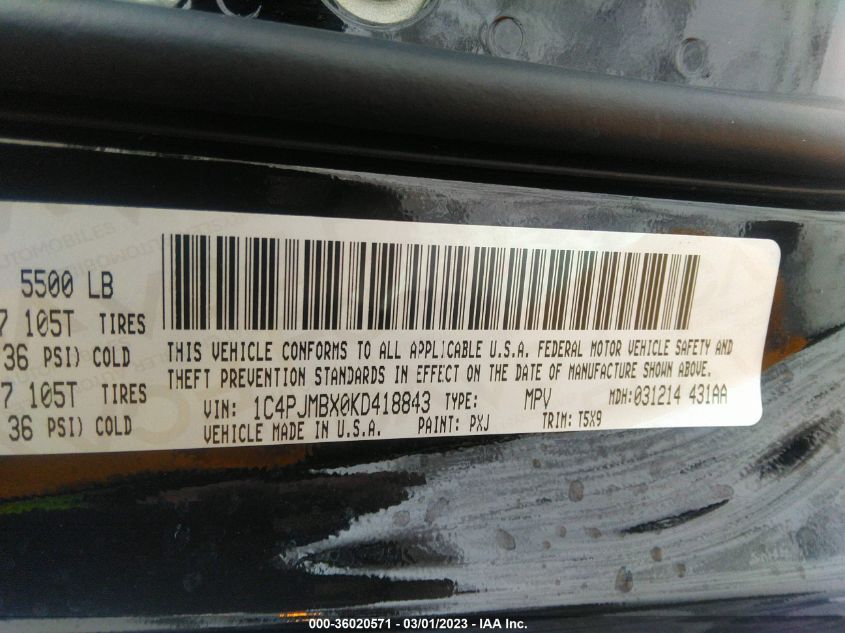 5500 LB
7 105T TIRES
36 PSI) COLD
7 105T TIRES
36 PSI) COLD
THIS VEHICLE CONFORMS TO ALL APPLICABLE U.S.A. FEDERAL MOTOR VEHICLE SAFETY AND
THEFT PREVENTION STANDARDS IN EFFECT ON THE DATE OF MANUFACTURE SHOWN ABOVE.
VIN: 1C4PJMBX0KD418843 TYPE: MPV MDH:031214 431AA
VEHICLE MADE IN U.S.A. PAINT: PXJ TRIM: T5X9
000-36020571 - 03/01/2023 - IAA Inc.